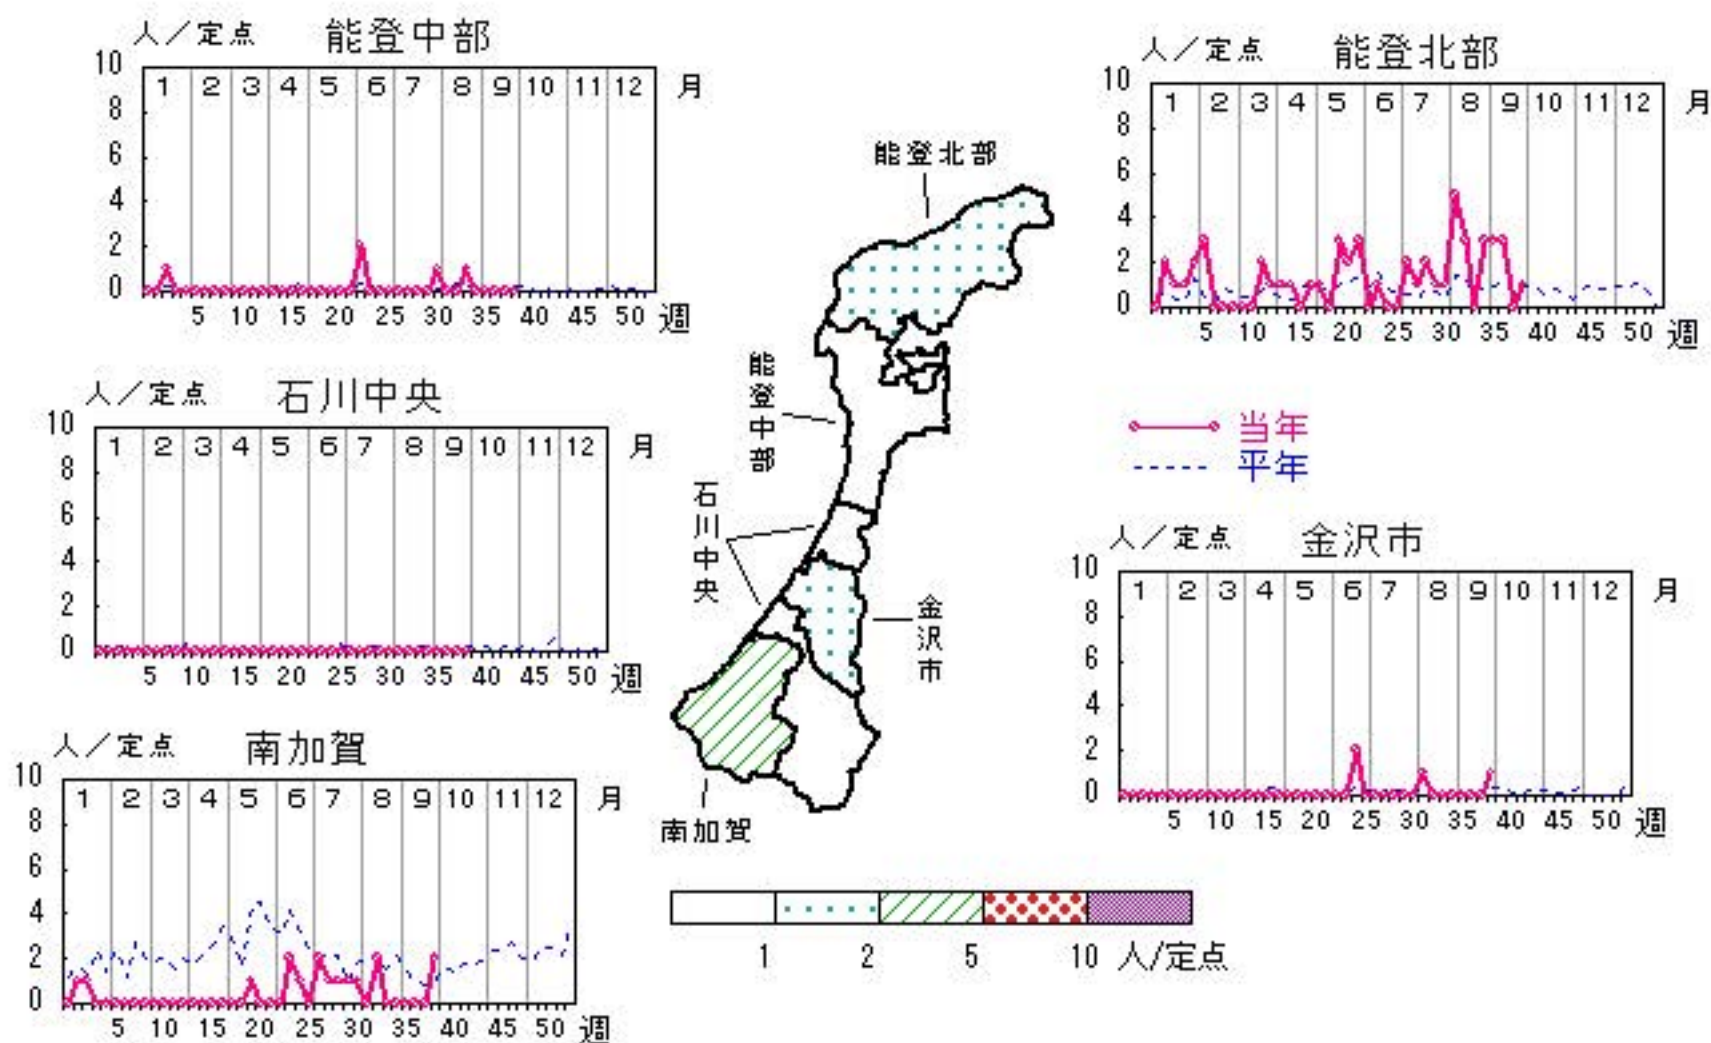 人／定点 能登中部
10 8 6 4 2 0
1 2 3 4 5 6 7 8 9 10 11 12 月
5 10 15 20 25 30 35 40 45 50 週
人／定点 能登北部
10 8 6 4 2 0
1 2 3 4 5 6 7 8 9 10 11 12 月
5 10 15 20 25 30 35 40 45 50 週
能登北部
能登中部
石川中央
金沢市
南加賀
人／定点 石川中央
10 8 6 4 2 0
1 2 3 4 5 6 7 8 9 10 11 12 月
5 10 15 20 25 30 35 40 45 50 週
当年
平年
人／定点 金沢市
10 8 6 4 2 0
1 2 3 4 5 6 7 8 9 10 11 12 月
5 10 15 20 25 30 35 40 45 50 週
人／定点 南加賀
10 8 6 4 2 0
1 2 3 4 5 6 7 8 9 10 11 12 月
5 10 15 20 25 30 35 40 45 50 週
1 2 5 10 人/定点